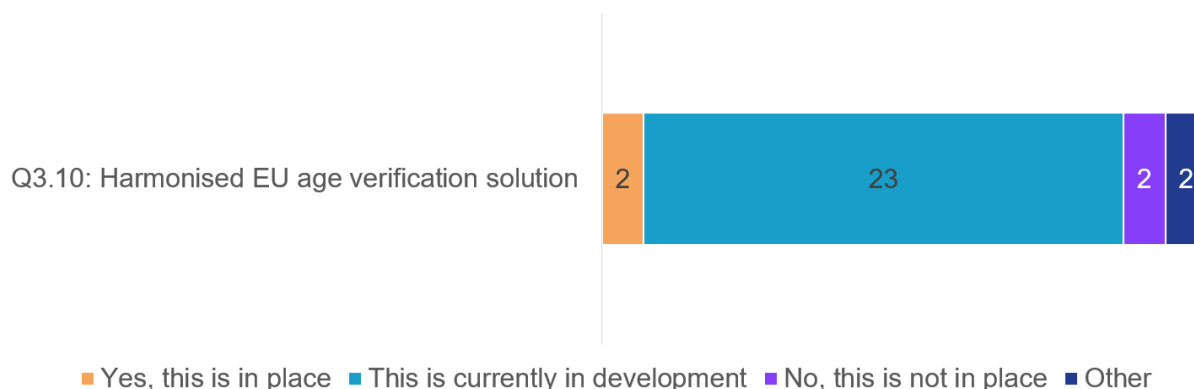 Q3.10: Harmonised EU age verification solution 2 23 2 2
Yes, this is in place This is currently in development No, this is not in place Other